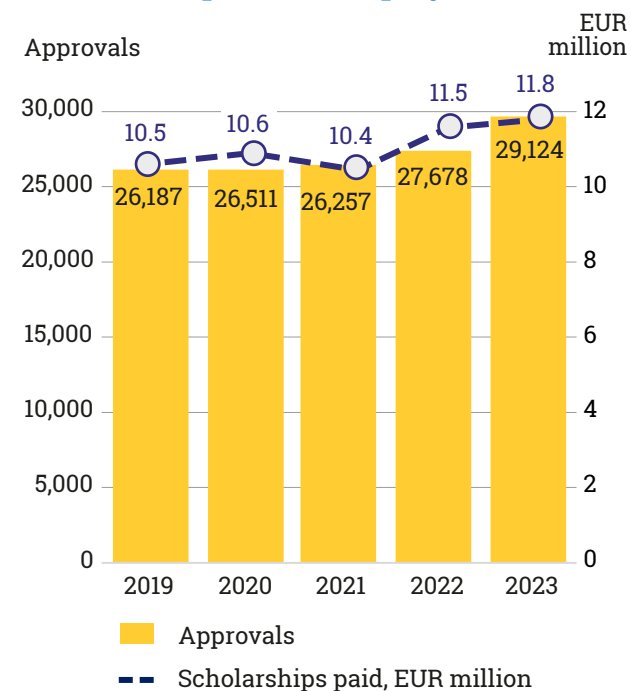 EUR
Approvals million
30,000 10.5 10.6 10.4 11.5 11.8 12
25,000 26,187 26,511 26,257 27,678 29,124 10
20,000 8
15,000 6
10,000 4
5,000 2
0 0
2019 2020 2021 2022 2023
Approvals
Scholarships paid, EUR million